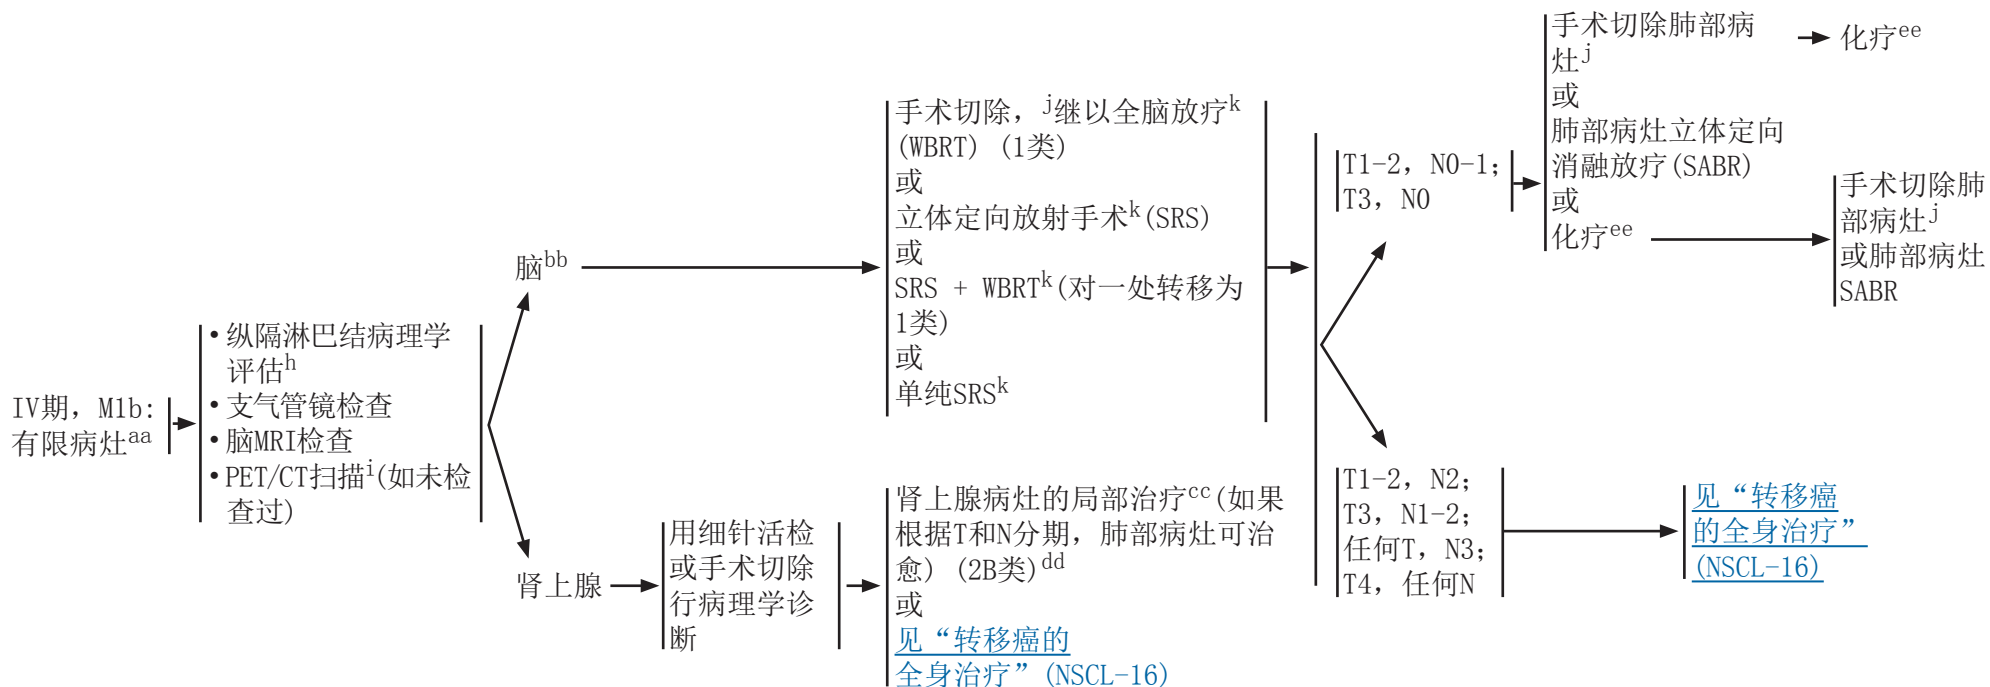 IV期，M1b:
有限病灶aa
•纵隔淋巴结病理学
评估h
•支气管镜检查
•脑MRI检查
•PET/CT扫描i(如未检
查过)
脑bb
手术切除，j继以全脑放疗k
(WBRT) (1类)
或
立体定向放射手术k(SRS)
或
SRS + WBRTk(对一处转移为
1类)
或
单纯SRSk
肾上腺
用细针活检
或手术切除
行病理学诊
断
肾上腺病灶的局部治疗cc(如果
根据T和N分期，肺部病灶可治
愈) (2B类)dd
或
见“转移癌的
全身治疗”(NSCL-16)
T1-2，N0-1；
T3，N0
手术切除肺部病
灶j
或
肺部病灶立体定向
消融放疗(SABR)
或
化疗ee
化疗ee
手术切除肺
部病灶j
或肺部病灶
SABR
T1-2，N2；
T3，N1-2；
任何T，N3；
T4，任何N
见“转移癌
的全身治疗”
(NSCL-16)